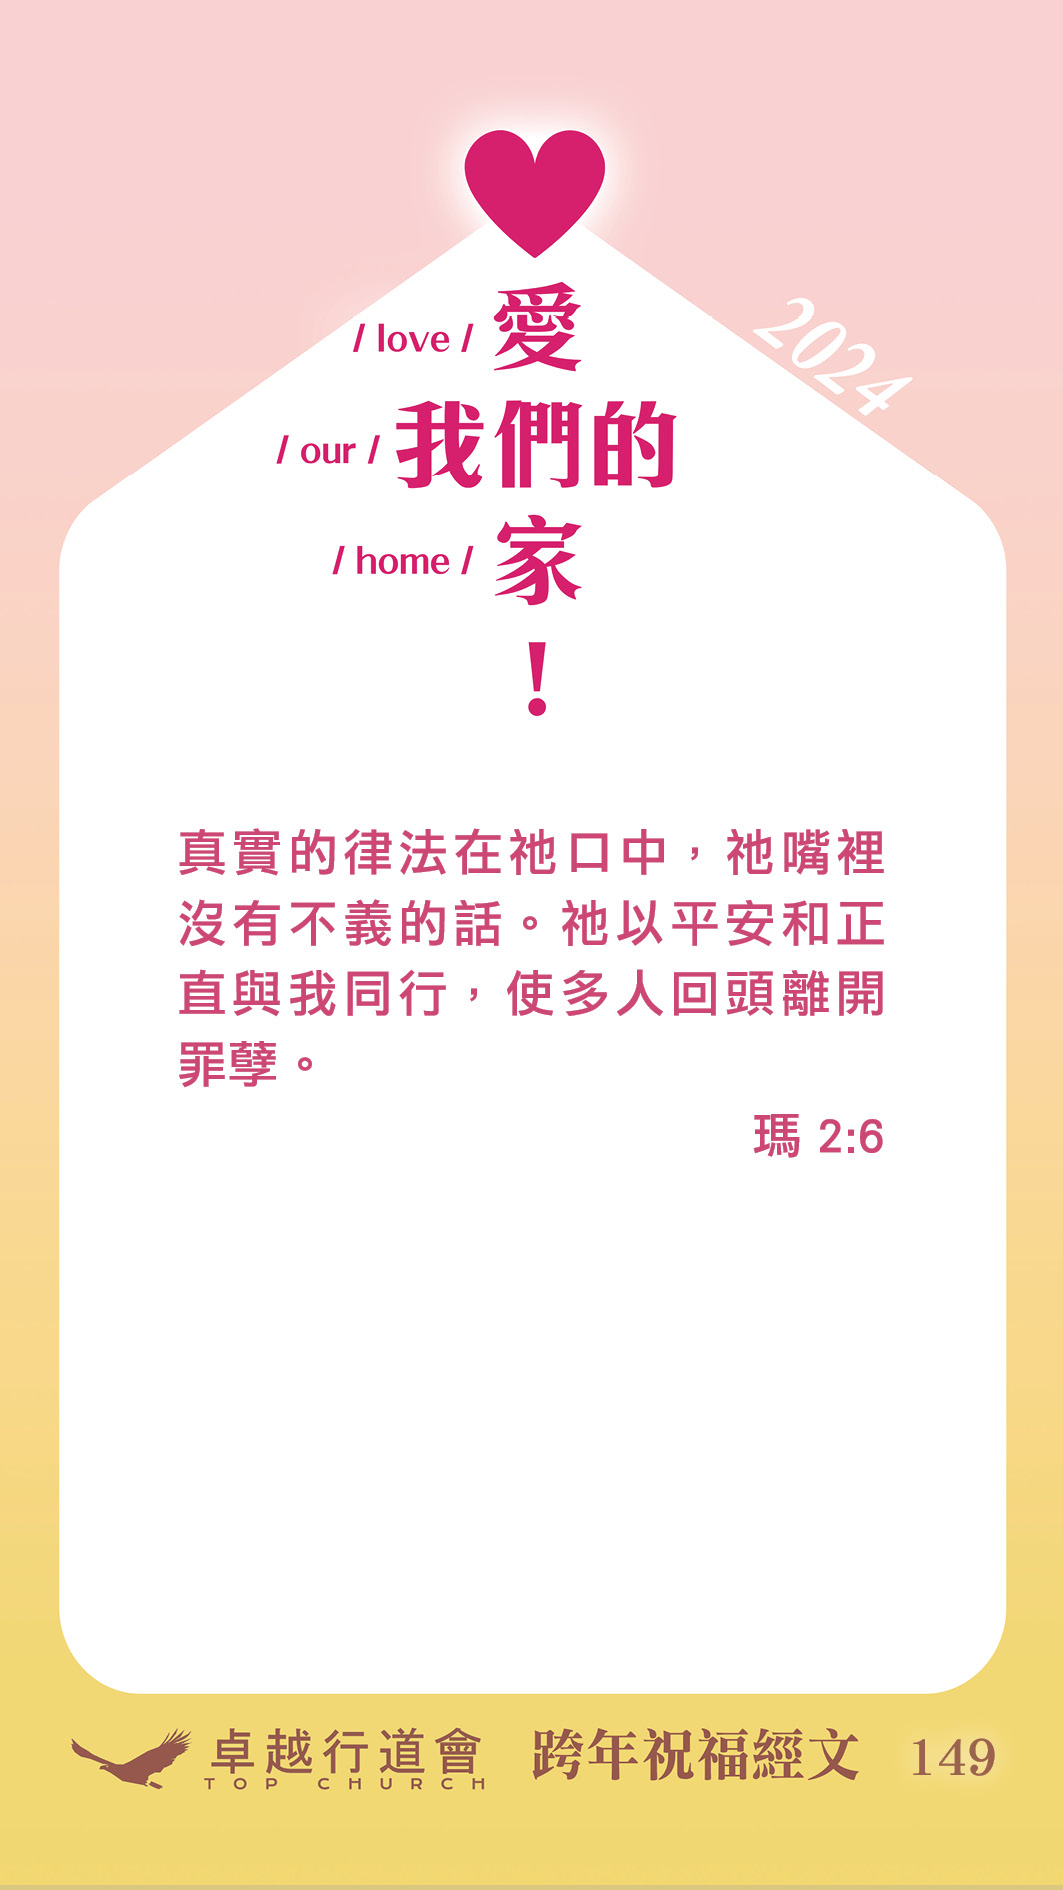 / love / 愛
2024
/ our / 我們的
/ home / 家
！
真實的律法在祂口中，祂嘴裡
沒有不義的話。祂以平安和正
直與我同行，使多人回頭離開
罪孽。
瑪 2:6
卓越行道會 跨年祝福經文 149
TOP CHURCH